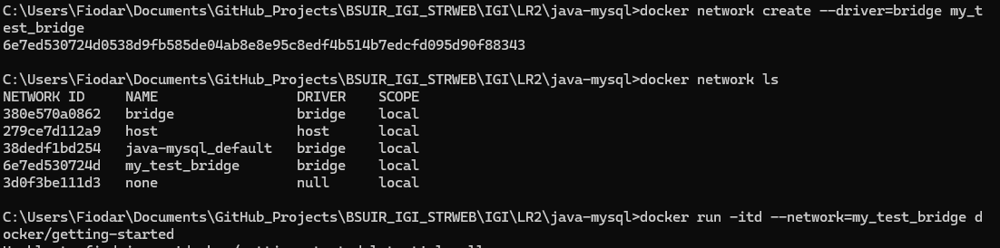 C:\Users\Fiodar\Documents\GitHub_Projects\BSUIR_IGI_STRWEB\IGI\LR2\java-mysql>docker network create --driver=bridge my_t
est_bridge
6e7ed530724d0538d9fb585de04ab8e8e95c8edf4b514b7edcfd095d90f88343
C:\Users\Fiodar\Documents\GitHub_Projects\BSUIR_IGI_STRWEB\IGI\LR2\java-mysql>docker network ls
NETWORK ID     NAME                 DRIVER    SCOPE
380e570a0862   bridge               bridge    local
279ce7d112a9   host                 host      local
38dedf1bd254   java-mysql_default   bridge    local
6e7ed530724d   my_test_bridge       bridge    local
3d0f3be111d3   none                 null      local
C:\Users\Fiodar\Documents\GitHub_Projects\BSUIR_IGI_STRWEB\IGI\LR2\java-mysql>docker run -itd --network=my_test_bridge d
ocker/getting-started